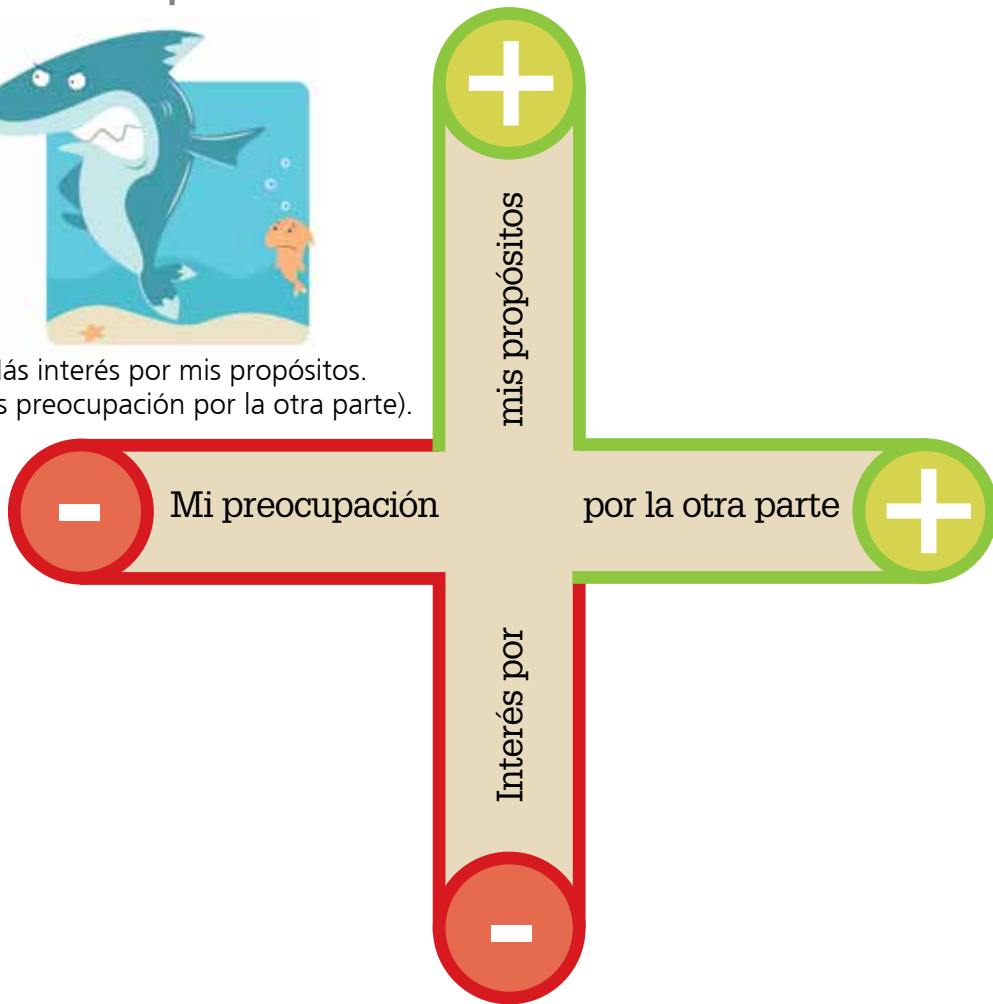 interés por mis propósitos.
preocupación por la otra parte).
+
mis propósitos
- Mi preocupación por la otra parte +
Interés por
-